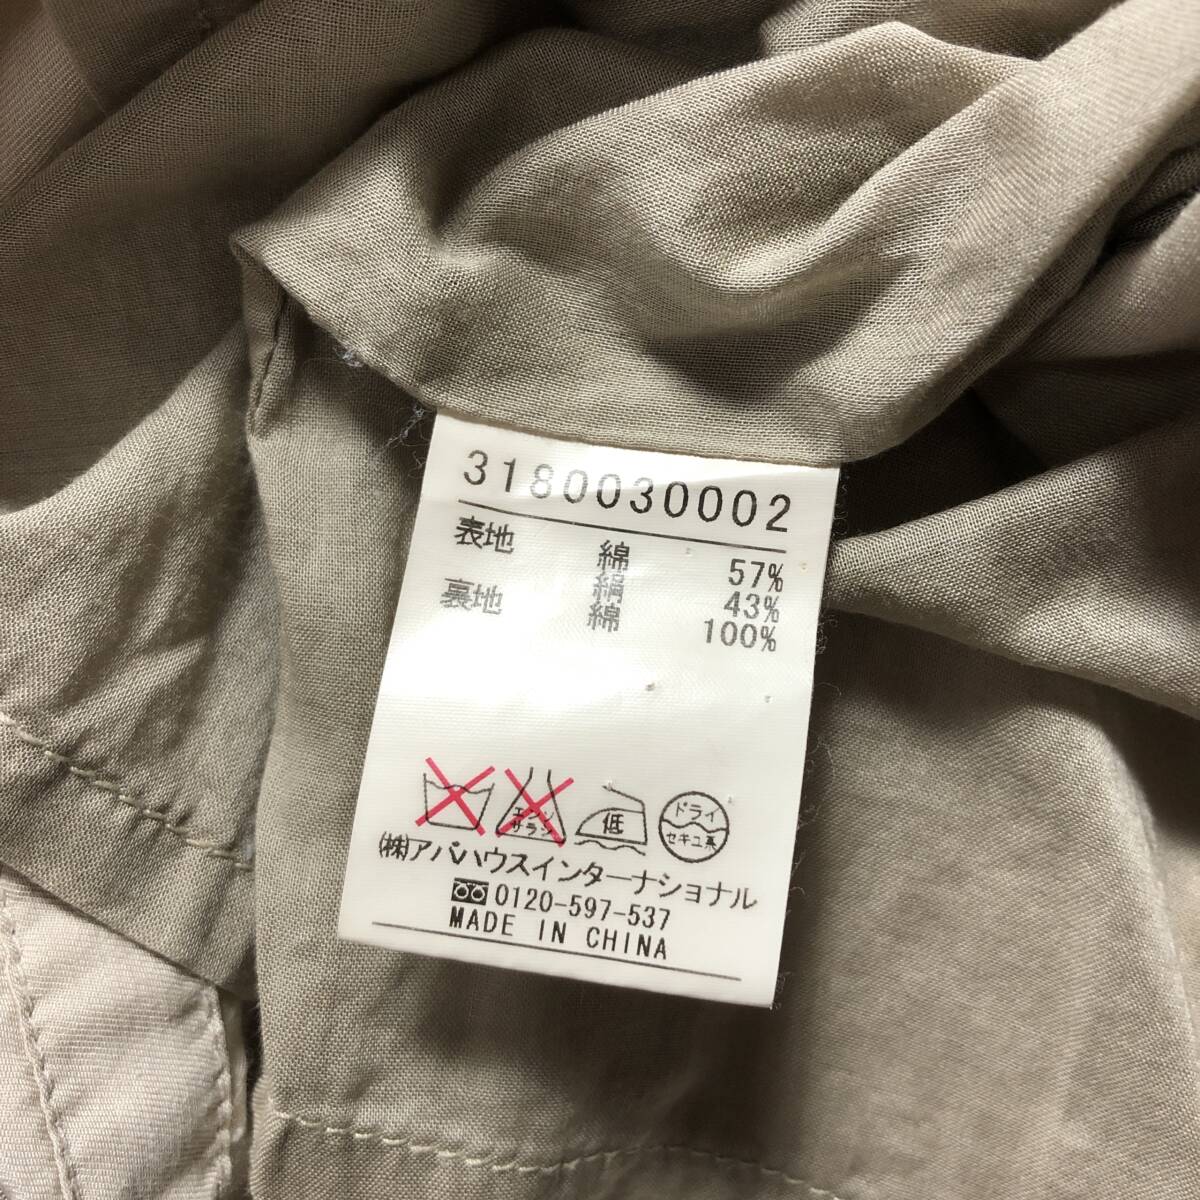 3180030002
表地 綿 57%
絹 43%
裏地 綿 100%
エンソ
サラシ
低
ドライ
セキユ系
㈱アバハウスインターナショナル
0120-597-537
MADE IN CHINA